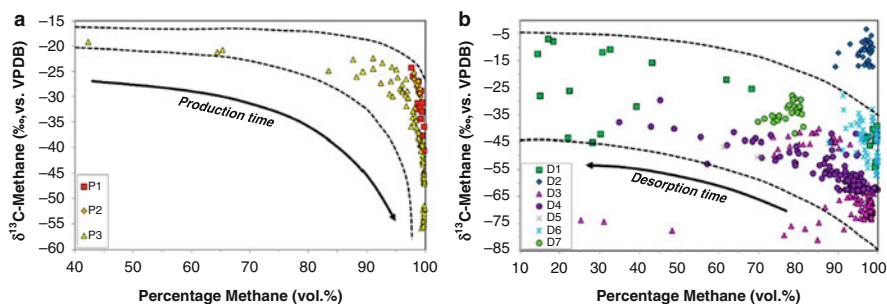 a
δ¹³C-Methane (‰, vs. VPDB)
−15
−20
−25
−30
−35
−40
−45
−50
−55
−60
Production time
P1
P2
P3
40
50
60
70
80
90
100
Percentage Methane (vol.%)
b
δ¹³C-Methane (‰, vs. VPDB)
−5
−15
−25
−35
−45
−55
−65
−75
−85
Desorption time
D1
D2
D3
D4
D5
D6
D7
10
20
30
40
50
60
70
80
90
100
Percentage Methane (vol.%)